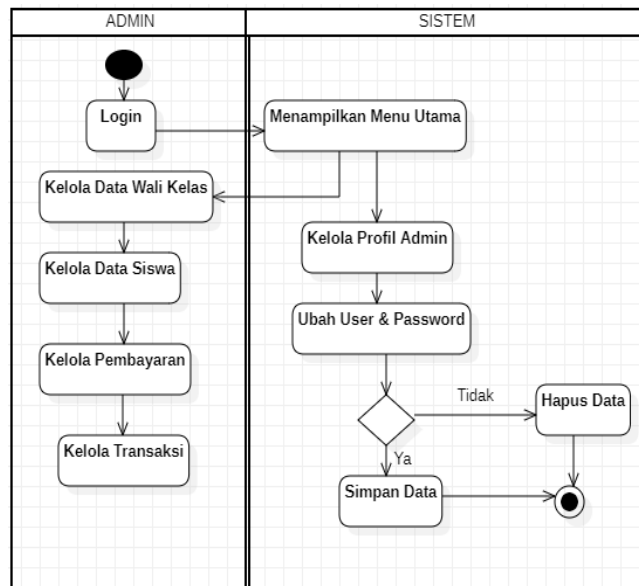 ADMIN
SISTEM
Login
Menampilkan Menu Utama
Kelola Data Wali Kelas
Kelola Profil Admin
Kelola Data Siswa
Ubah User & Password
Kelola Pembayaran
Tidak
Hapus Data
Kelola Transaksi
Ya
Simpan Data